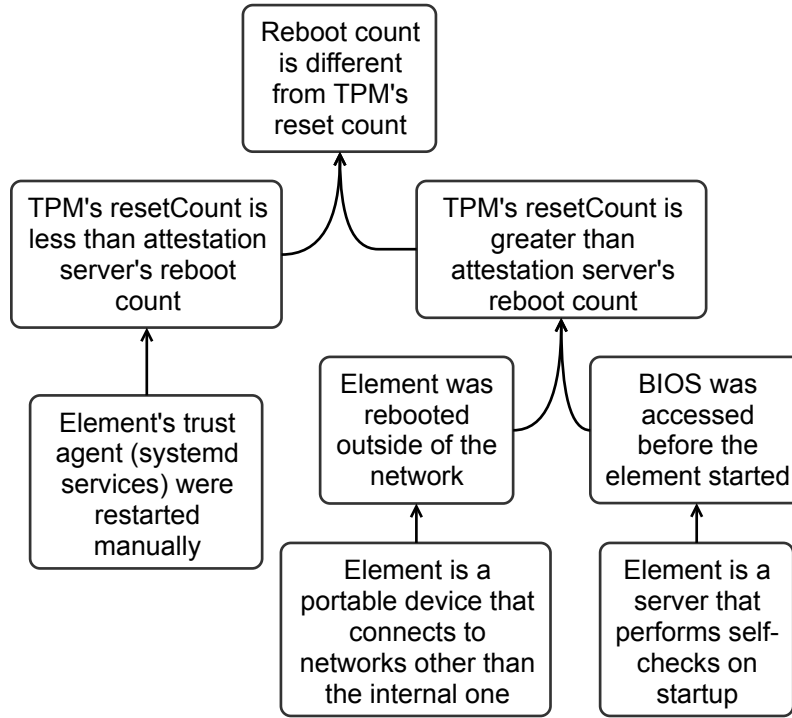 Reboot count
is different
from TPM's
reset count
TPM's resetCount is
less than attestation
server's reboot
count
TPM's resetCount is
greater than
attestation server's
reboot count
Element's trust
agent (systemd
services) were
restarted
manually
Element was
rebooted
outside of the
network
BIOS was
accessed
before the
element started
Element is a
portable device that
connects to
networks other than
the internal one
Element is a
server that
performs self-
checks on
startup